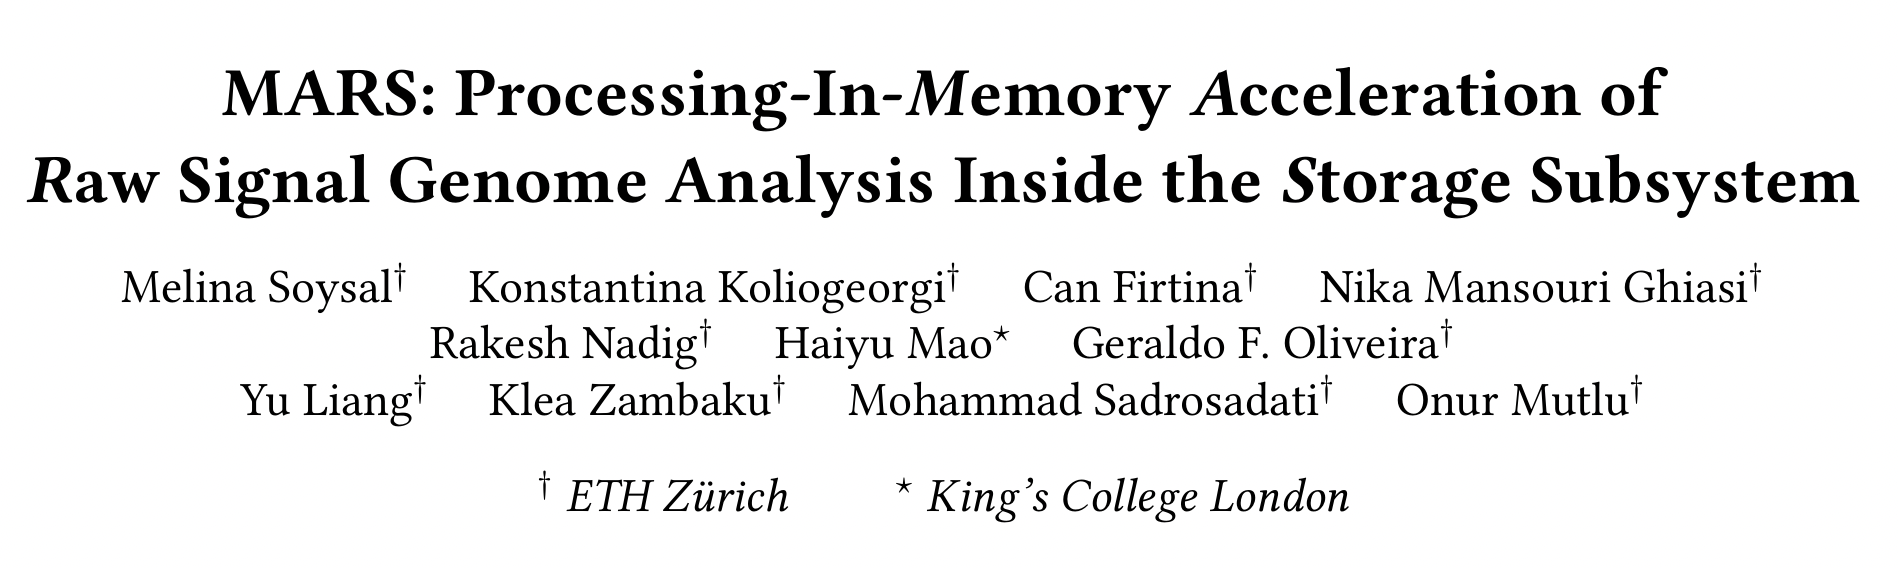 MARS: Processing-In-Memory Acceleration of
Raw Signal Genome Analysis Inside the Storage Subsystem
Melina Soysal† Konstantina Koliogeorgi† Can Firtina† Nika Mansouri Ghiasi†
Rakesh Nadig† Haiyu Mao⋆ Geraldo F. Oliveira†
Yu Liang† Klea Zambaku† Mohammad Sadrosadati† Onur Mutlu†
† ETH Zürich ⋆ King’s College London